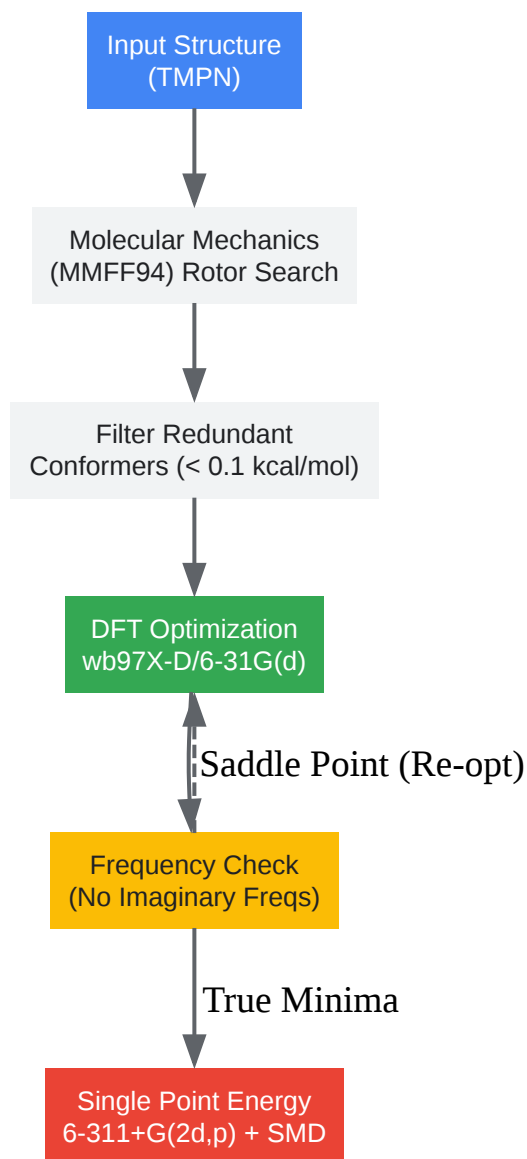 Input Structure
(TMPN)
Molecular Mechanics
(MMFF94) Rotor Search
Filter Redundant
Conformers (< 0.1 kcal/mol)
DFT Optimization
wb97X-D/6-31G(d)
Saddle Point (Re-opt)
Frequency Check
(No Imaginary Freqs)
True Minima
Single Point Energy
6-311+G(2d,p) + SMD